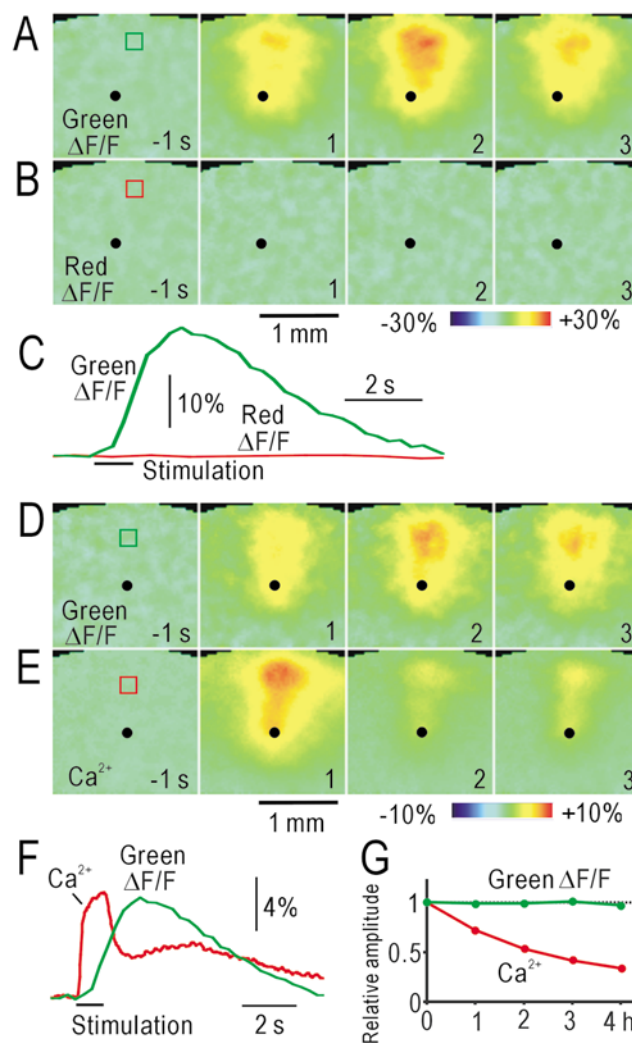 A
Green
ΔF/F
-1 s
1
2
3
B
Red
ΔF/F
-1 s
1
2
3
1 mm
-30%
+30%
C
Green
ΔF/F
10%
2 s
Red
ΔF/F
Stimulation
D
Green
ΔF/F
-1 s
1
2
3
E
Ca²⁺
-1 s
1
2
3
1 mm
-10%
+10%
F
Ca²⁺
Green
ΔF/F
4%
Stimulation
2 s
G
Relative amplitude
1
0.5
0
Green ΔF/F
Ca²⁺
0 1 2 3 4 h